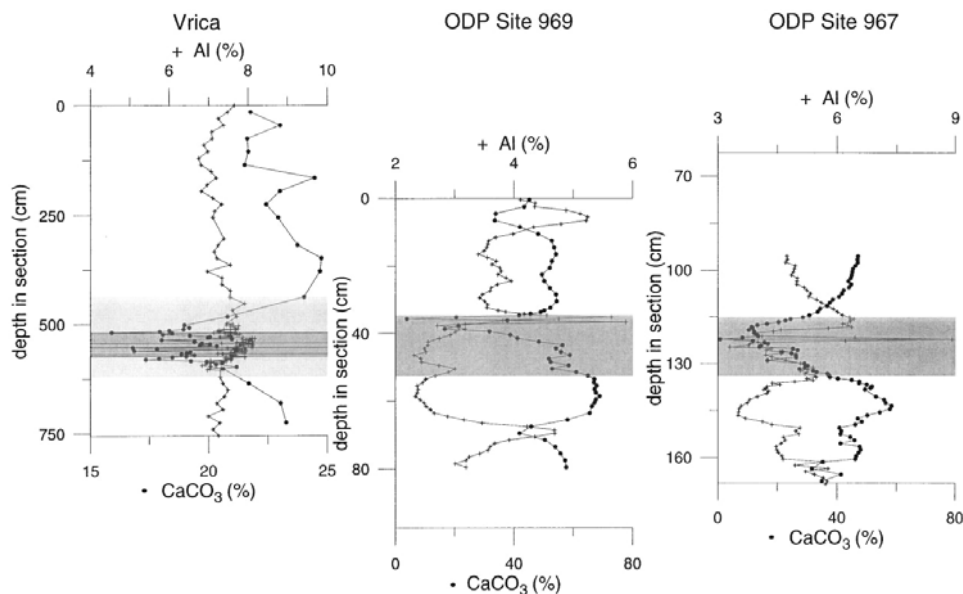 Vrica
+ Al (%)
4 6 8 10
depth in section (cm)
0
250
500
750
15 20 25
• CaCO3 (%)
ODP Site 969
+ Al (%)
2 4 6
depth in section (cm)
0
40
80
0 40 80
• CaCO3 (%)
ODP Site 967
+ Al (%)
3 6 9
depth in section (cm)
70
100
130
160
0 40 80
• CaCO3 (%)